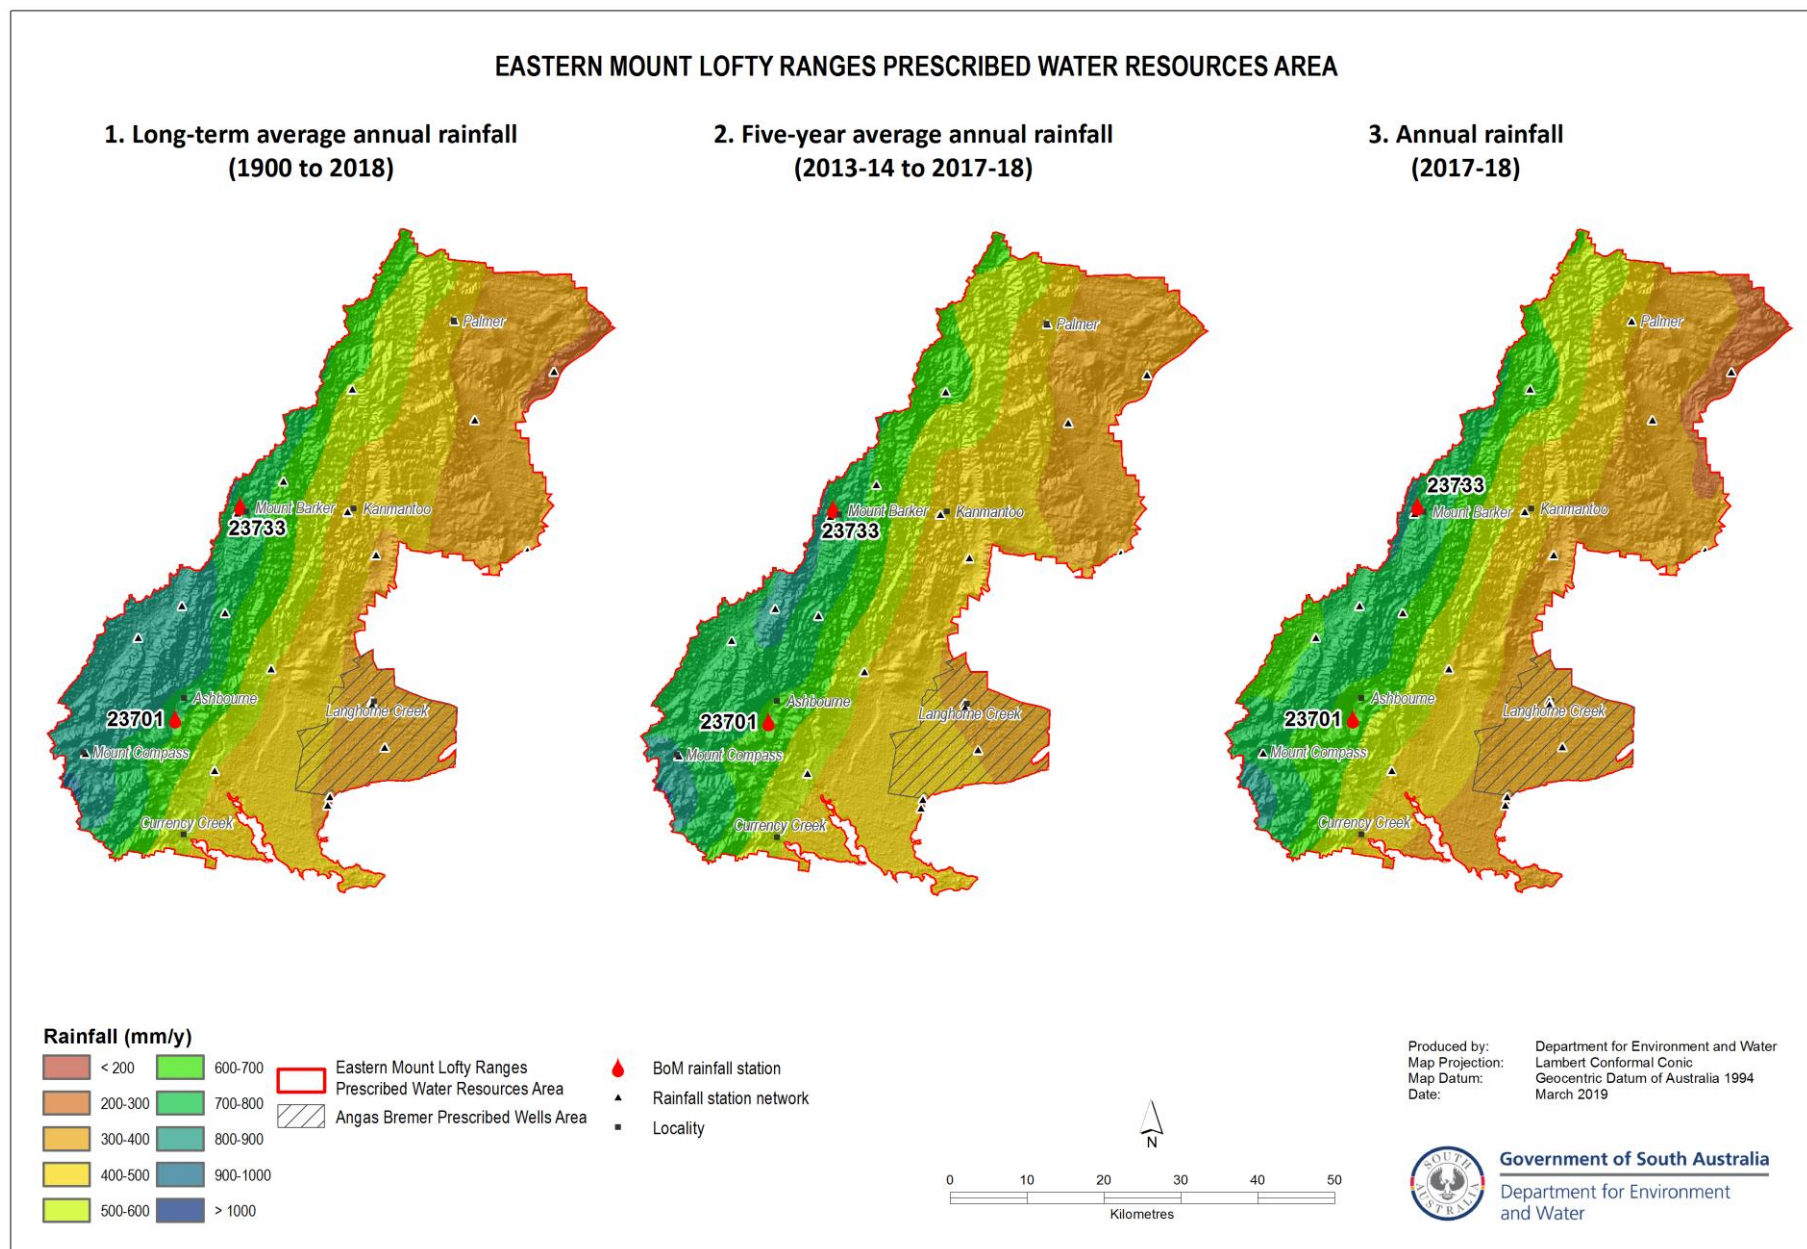 EASTERN MOUNT LOFTY RANGES PRESCRIBED WATER RESOURCES AREA
1. Long-term average annual rainfall
(1900 to 2018)
2. Five-year average annual rainfall
(2013-14 to 2017-18)
3. Annual rainfall
(2017-18)
Palmer
Mount Barker
Kanmantoo
23733
Ashbourne
23701
Langhorne Creek
Mount Compass
Currency Creek
Palmer
Mount Barker
Kanmantoo
23733
Ashbourne
23701
Langhorne Creek
Mount Compass
Currency Creek
Palmer
23733
Mount Barker
Kanmantoo
Ashbourne
23701
Langhorne Creek
Mount Compass
Currency Creek
Rainfall (mm/y)
< 200
200-300
300-400
400-500
500-600
600-700
700-800
800-900
900-1000
> 1000
Eastern Mount Lofty Ranges
Prescribed Water Resources Area
Angas Bremer Prescribed Wells Area
BoM rainfall station
Rainfall station network
Locality
N
0 10 20 30 40 50
Kilometres
Produced by: Department for Environment and Water
Map Projection: Lambert Conformal Conic
Map Datum: Geocentric Datum of Australia 1994
Date: March 2019
SOUTH AUSTRALIA
Government of South Australia
Department for Environment
and Water